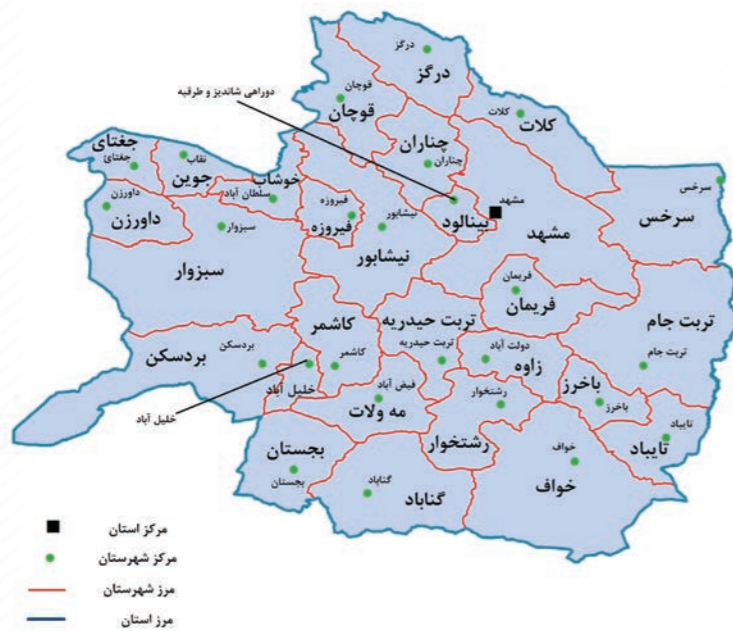 درگز
درگز
قوچان
قوچان
دوراهی شاندیز و طرقبه
کلات
کلات
چناران
چناران
جغتای
جغتای
نقاب
جوین
خوشاب
سلطان آباد
داورزن
داورزن
فیروزه
فیروزه
نیشابور
نیشابور
بینالود
مشهد
مشهد
سرخس
سرخس
سبزوار
سبزوار
فریمان
فریمان
تربت جام
تربت جام
کاشمر
کاشمر
تربت حیدریه
تربت حیدریه
دولت آباد
زاوه
بردسکن
بردسکن
خلیل آباد
خلیل آباد
فیض آباد
مه ولات
رشتخوار
رشتخوار
باخرز
باخرز
تایباد
تایباد
بجستان
بجستان
گناباد
گناباد
خواف
خواف
مرکز استان
مرکز شهرستان
مرز شهرستان
مرز استان